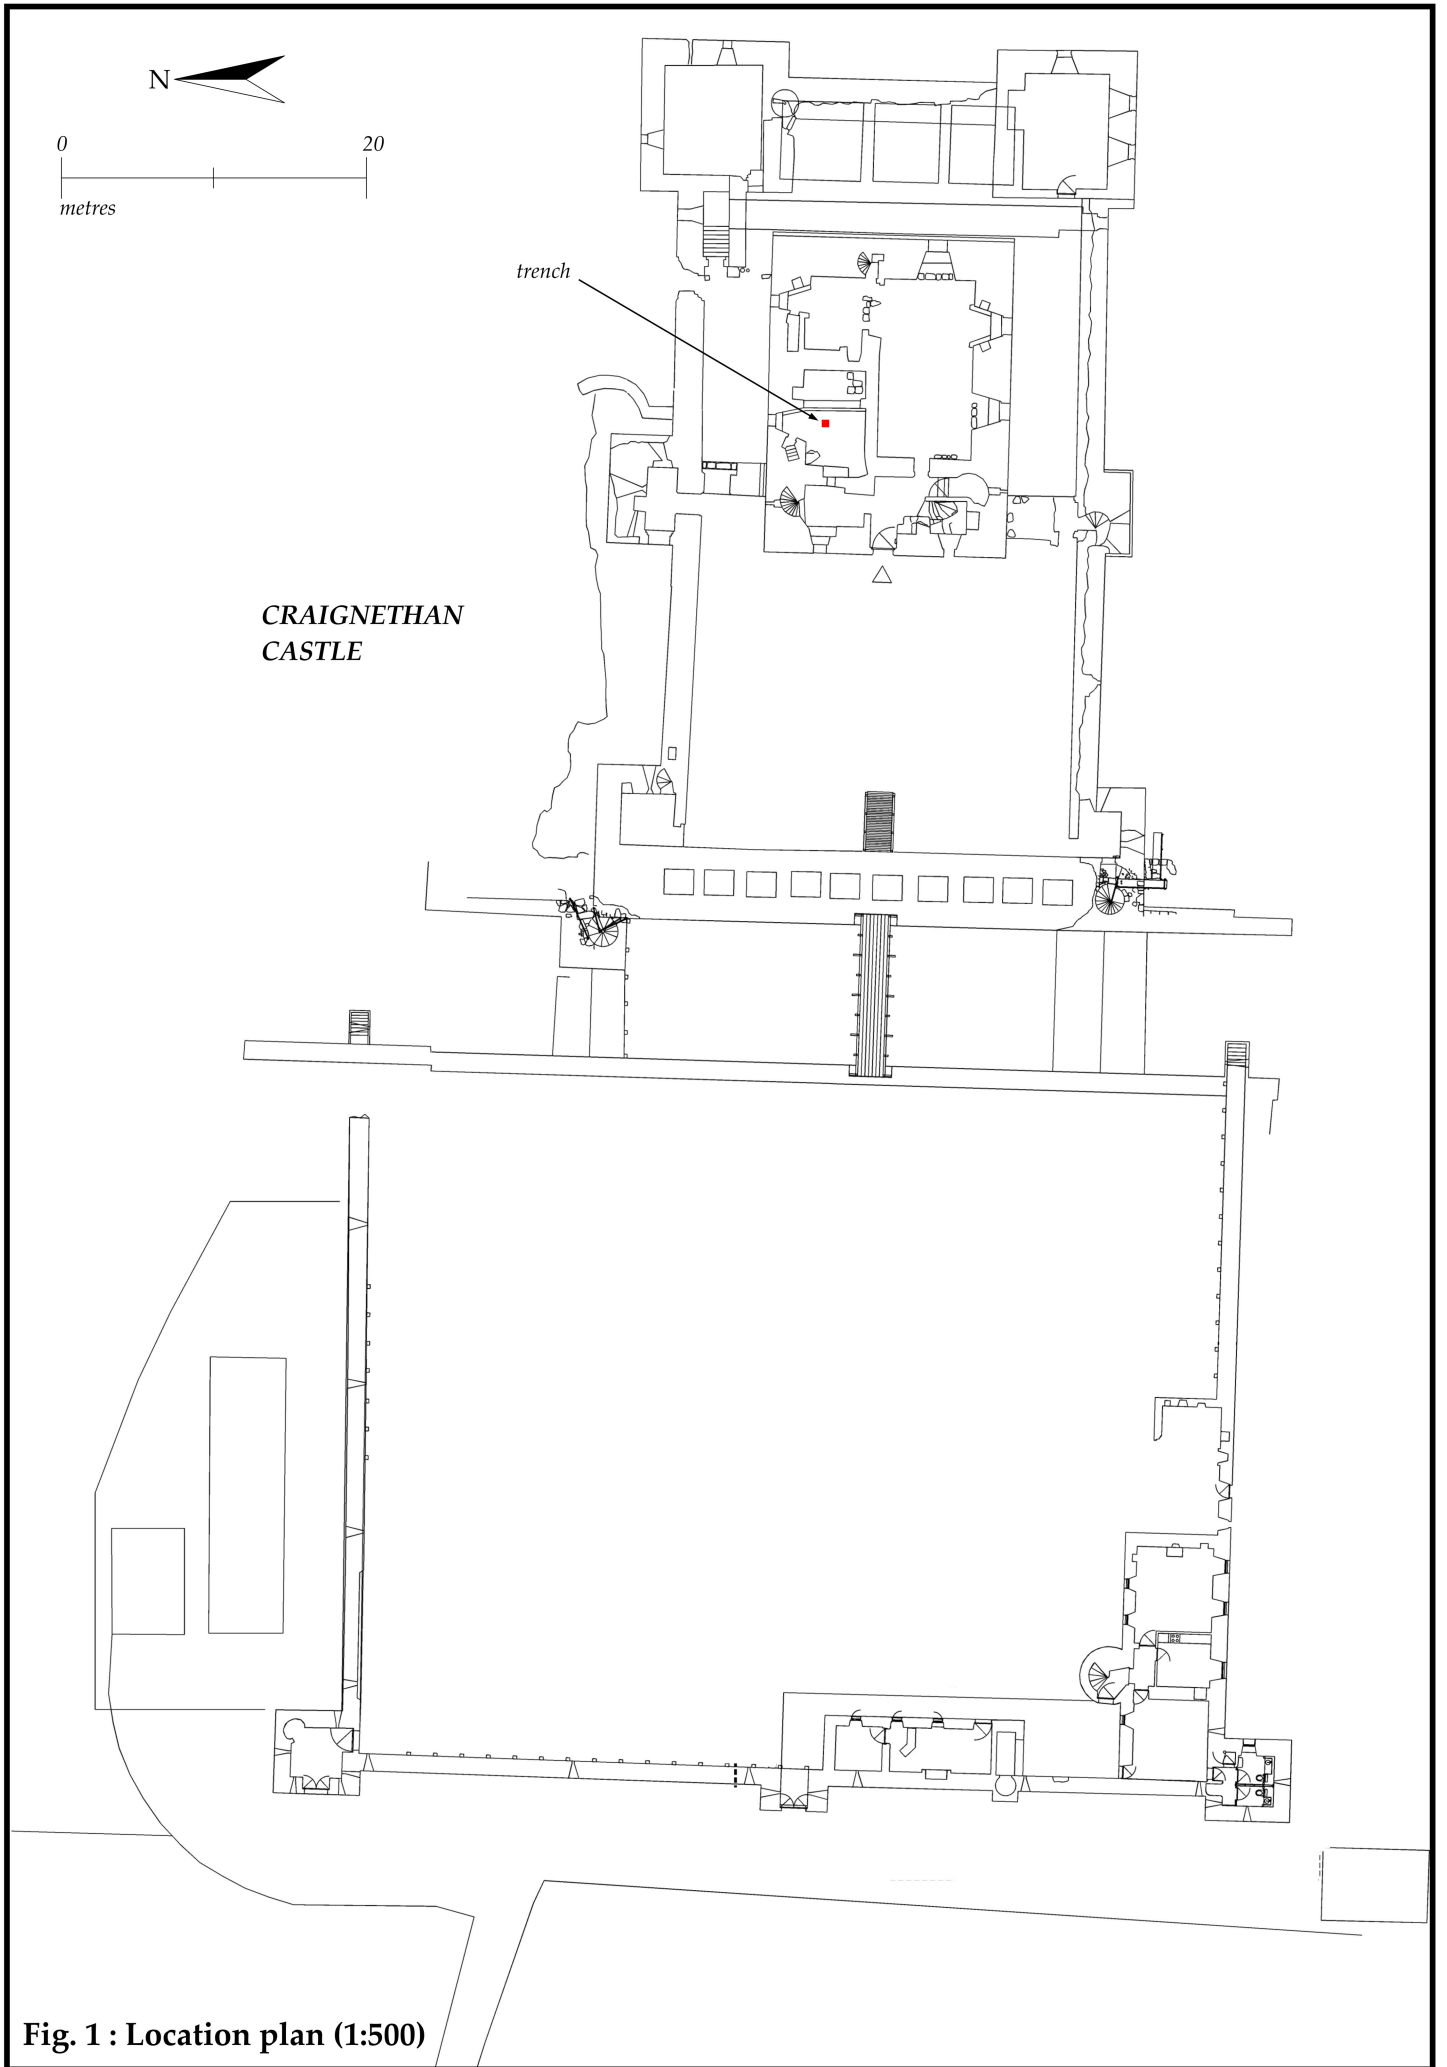 N
0 20
metres
trench
CRAIGNETHAN
CASTLE
Fig. 1 : Location plan (1:500)